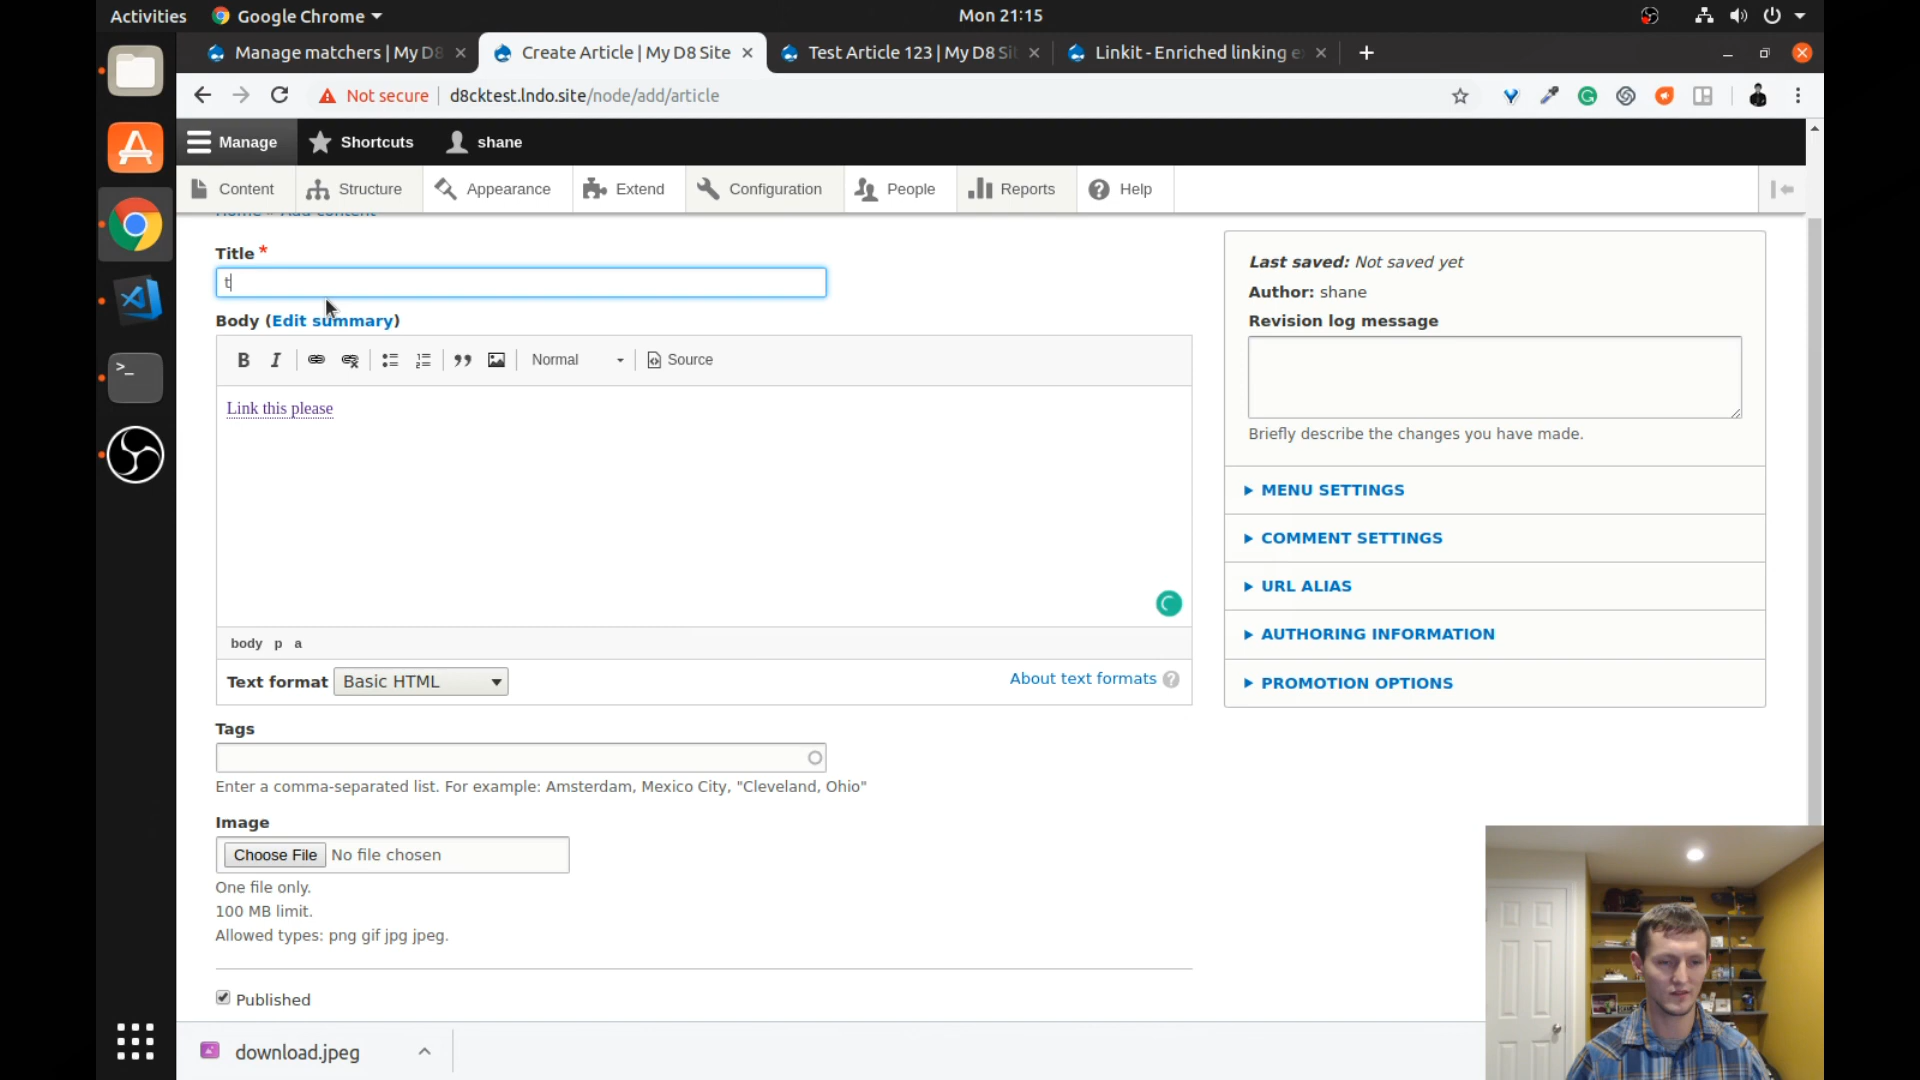 Activities
Google Chrome
Mon 21:15
Manage matchers | My D8
Create Article | My D8 Site
Test Article 123 | My D8 Sit
Linkit - Enriched linking e
Not secure
d8cktest.lndo.site/node/add/article
Manage
Shortcuts
shane
Content
Structure
Appearance
Extend
Configuration
People
Reports
Help
Home » Add content
Title *
t
Body (Edit summary)
B I
Normal
Source
Link this please
body p a
Text format
Basic HTML
About text formats ?
Tags
Enter a comma-separated list. For example: Amsterdam, Mexico City, "Cleveland, Ohio"
Image
Choose File No file chosen
One file only.
100 MB limit.
Allowed types: png gif jpg jpeg.
Published
Last saved: Not saved yet
Author: shane
Revision log message
Briefly describe the changes you have made.
MENU SETTINGS
COMMENT SETTINGS
URL ALIAS
AUTHORING INFORMATION
PROMOTION OPTIONS
download.jpeg